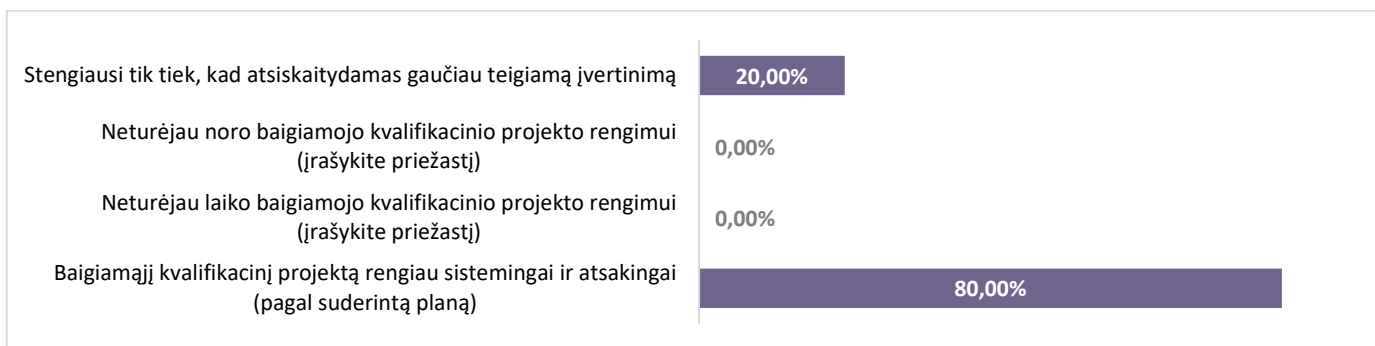 Stengiausi tik tiek, kad atsiskaitydamas gaučiau teigiamą įvertinimą
20,00%
Neturėjau noro baigiamojo kvalifikacinio projekto rengimui
(įrašykite priežastį)
0,00%
Neturėjau laiko baigiamojo kvalifikacinio projekto rengimui
(įrašykite priežastį)
0,00%
Baigiamąjį kvalifikacinį projektą rengiau sistemingai ir atsakingai
(pagal suderintą planą)
80,00%